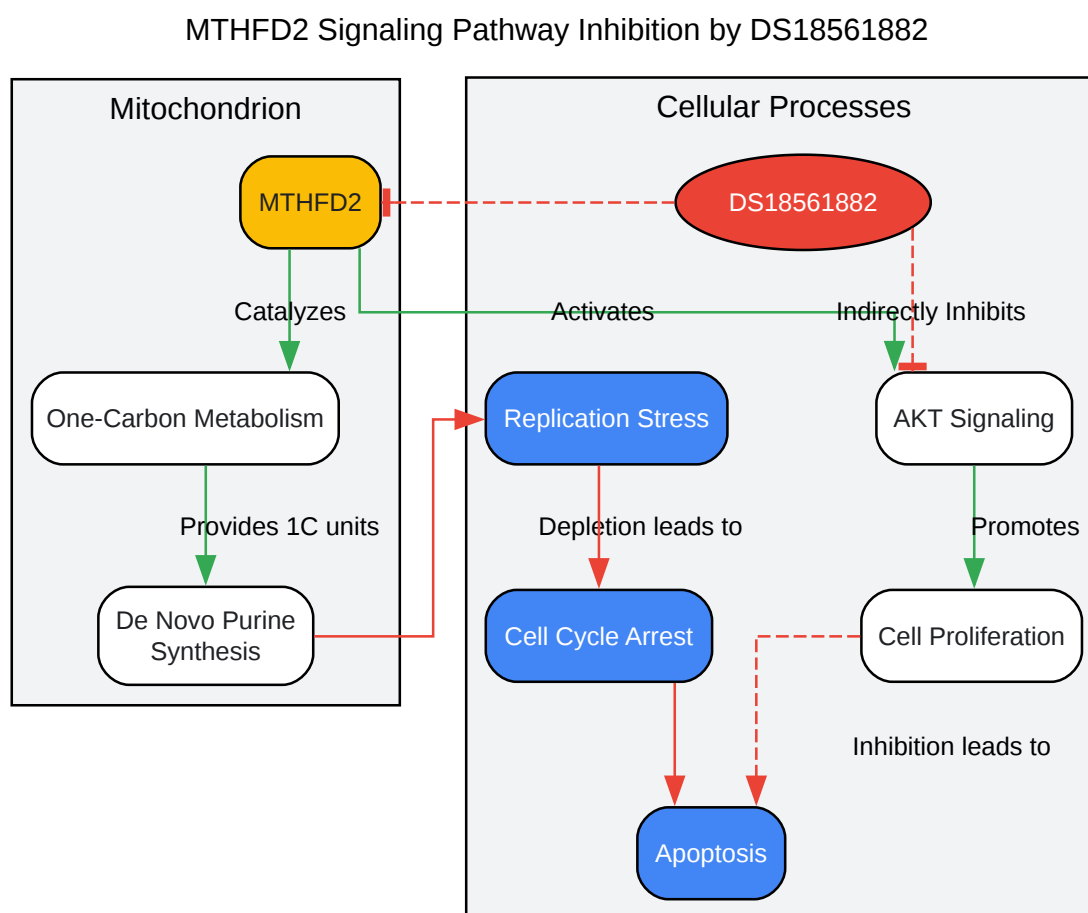 MTHFD2 Signaling Pathway Inhibition by DS18561882
Mitochondrion
Cellular Processes
MTHFD2
DS18561882
Catalyzes
Activates
Indirectly Inhibits
One-Carbon Metabolism
Replication Stress
AKT Signaling
Provides 1C units
Depletion leads to
Promotes
De Novo Purine
Synthesis
Cell Cycle Arrest
Cell Proliferation
Inhibition leads to
Apoptosis